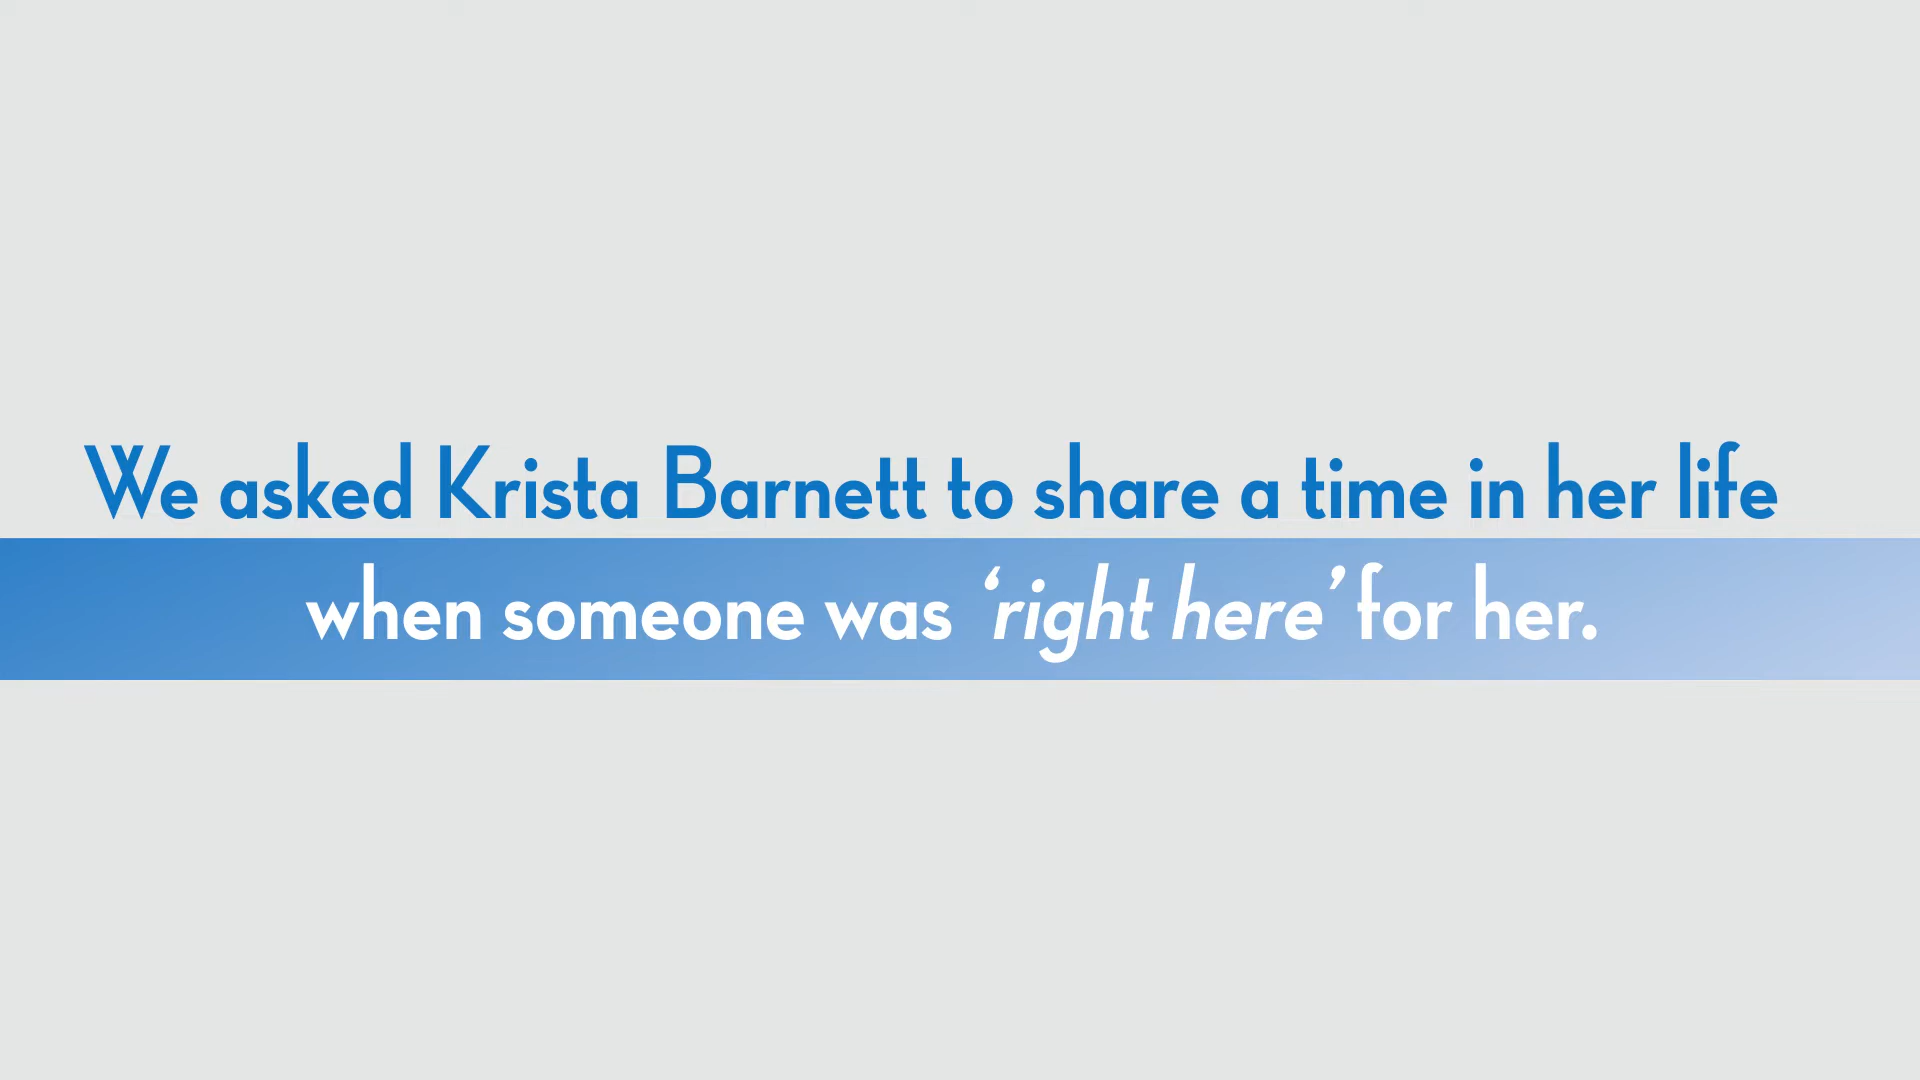 We asked Krista Barnett to share a time in her life
when someone was ‘right here’ for her.